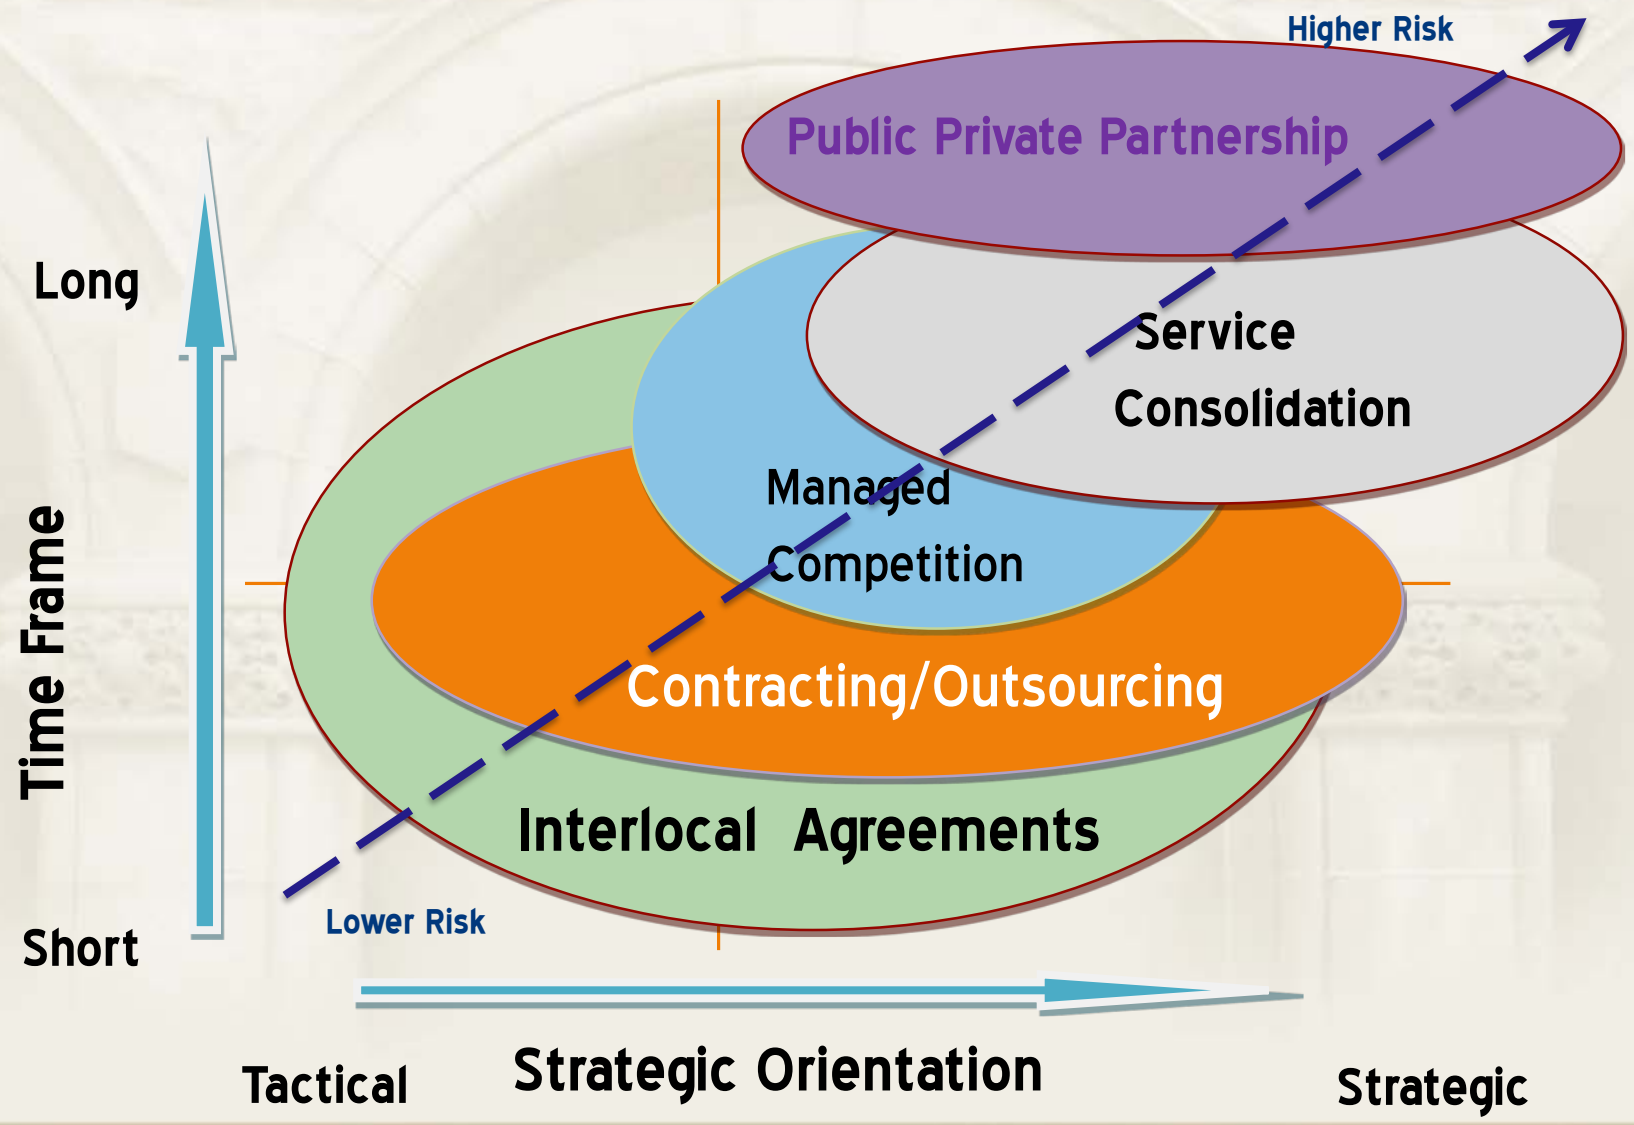 Higher Risk
Public Private Partnership
Long
Service
Consolidation
Managed
Competition
Time Frame
Contracting/Outsourcing
Interlocal Agreements
Lower Risk
Short
Strategic Orientation
Tactical
Strategic